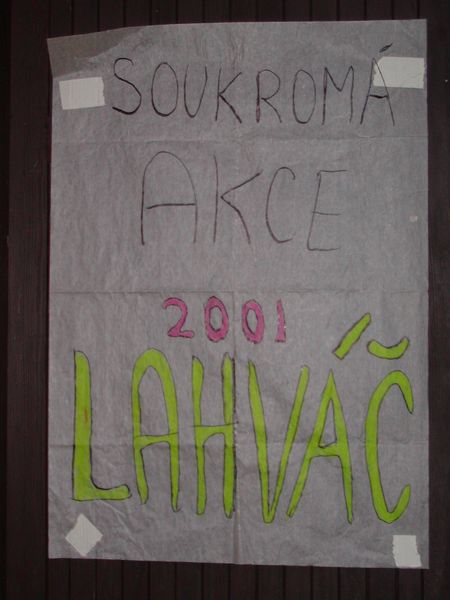 SOUKROMÁ
AKCE
2001
LAHVÁČ